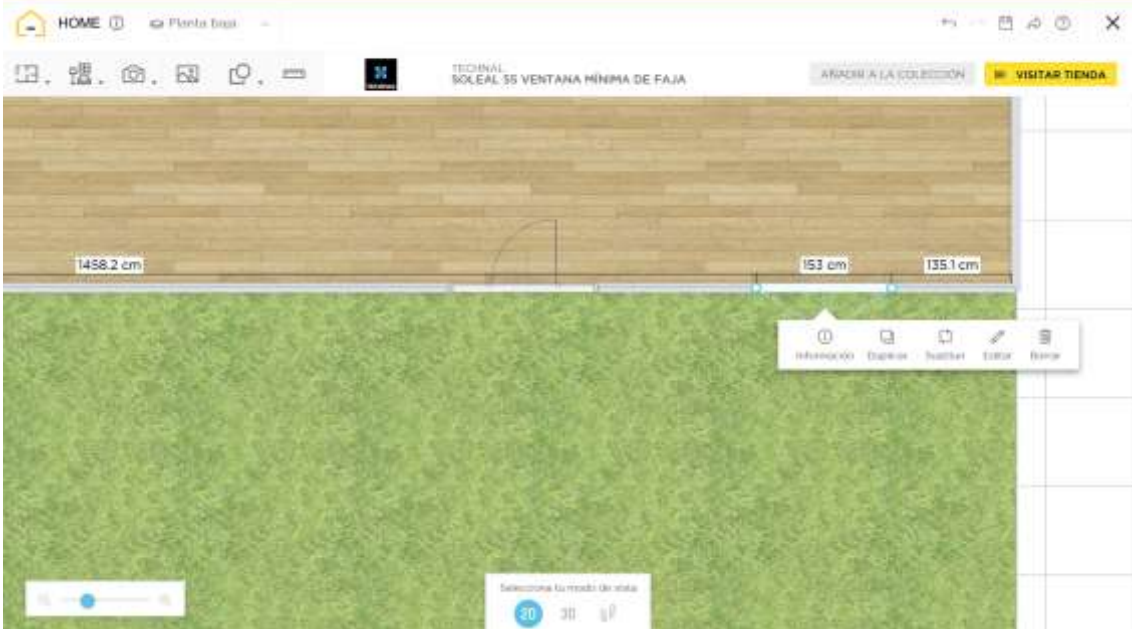 HOME
Planta baja
TECHNAL
SOLEAL 55 VENTANA MÍNIMA DE FAJA
AÑADIR A LA COLECCIÓN
VISITAR TIENDA
1458.2 cm
153 cm
135.1 cm
Información
Duplicar
Sustituir
Editar
Borrar
Selecciona tu modo de vista
2D
3D